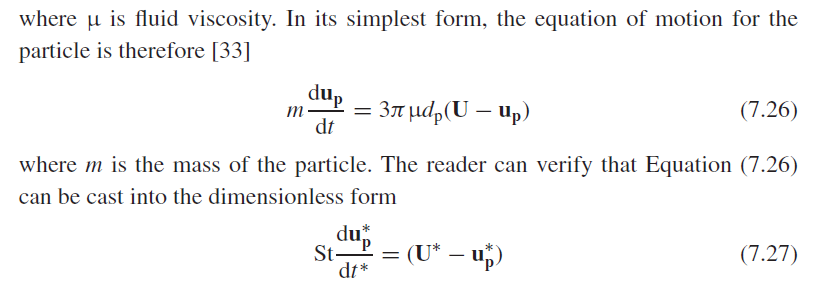 where μ is fluid viscosity. In its simplest form, the equation of motion for the
particle is therefore [33]
m du_p/dt = 3π μd_p(U − u_p) (7.26)
where m is the mass of the particle. The reader can verify that Equation (7.26)
can be cast into the dimensionless form
St du*_p/dt* = (U* − u*_p) (7.27)